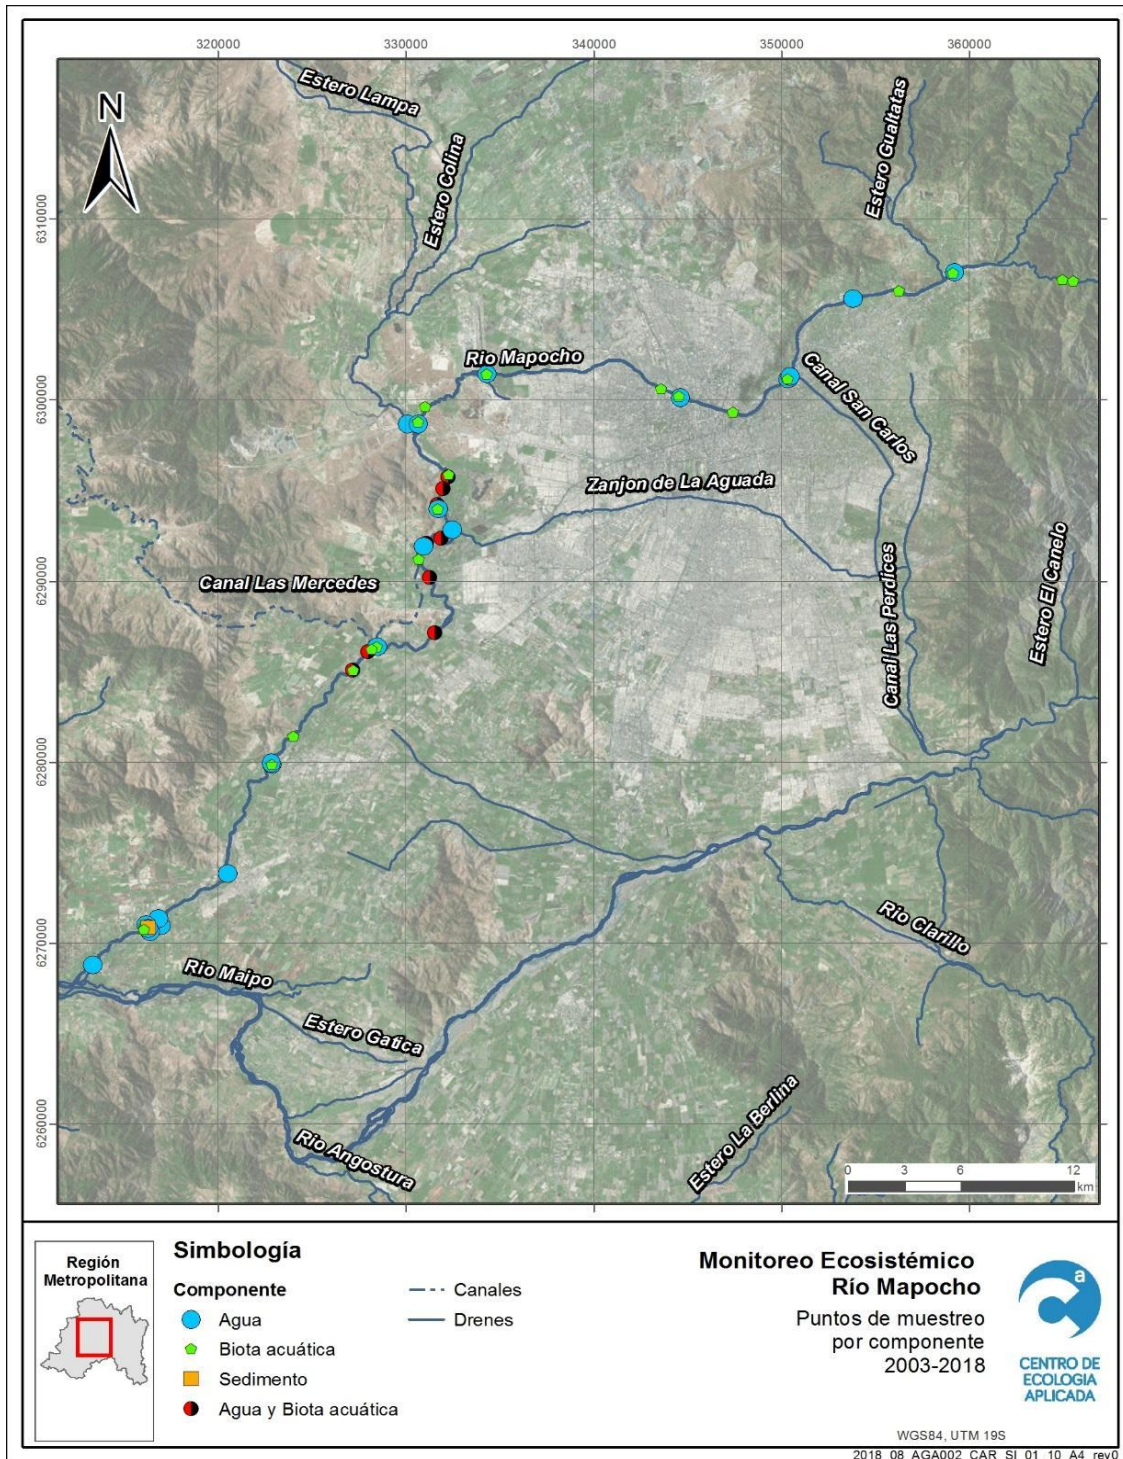 320000
330000
340000
350000
360000
N
Estero Lampa
Estero Colina
Estero Gualtatas
6310000
Rio Mapocho
Canal San Carlos
6300000
Zanjon de La Aguada
Canal Las Mercedes
6290000
Canal Las Perdices
Estero El Canelo
6280000
Rio Clarillo
6270000
Rio Maipo
Estero Gatica
Estero La Berlina
6260000
Rio Angostura
0 3 6 12
km
Región
Metropolitana
Simbología
Componente
Agua
Biota acuática
Sedimento
Agua y Biota acuática
Canales
Drenes
Monitoreo Ecosistémico
Río Mapocho
Puntos de muestreo
por componente
2003-2018
a
CENTRO DE
ECOLOGIA
APLICADA
WGS84, UTM 19S
2018_08_AGA002_CAR_SI_01_10_A4_rev0